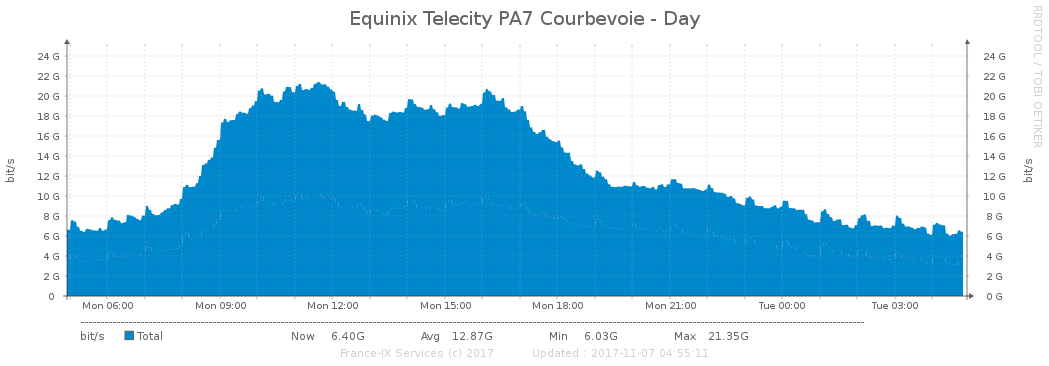 Equinix Telecity PA7 Courbevoie - Day
RRDTOOL / TOBI OETIKER
bit/s
24 G 24 G
22 G 22 G
20 G 20 G
18 G 18 G
16 G 16 G
14 G 14 G
12 G 12 G
10 G 10 G
8 G 8 G
6 G 6 G
4 G 4 G
2 G 2 G
0 0 G
bit/s
Mon 06:00 Mon 09:00 Mon 12:00 Mon 15:00 Mon 18:00 Mon 21:00 Tue 00:00 Tue 03:00
bit/s Total Now 6.40G Avg 12.87G Min 6.03G Max 21.35G
France-IX Services (c) 2017 Updated : 2017-11-07 04:55:11